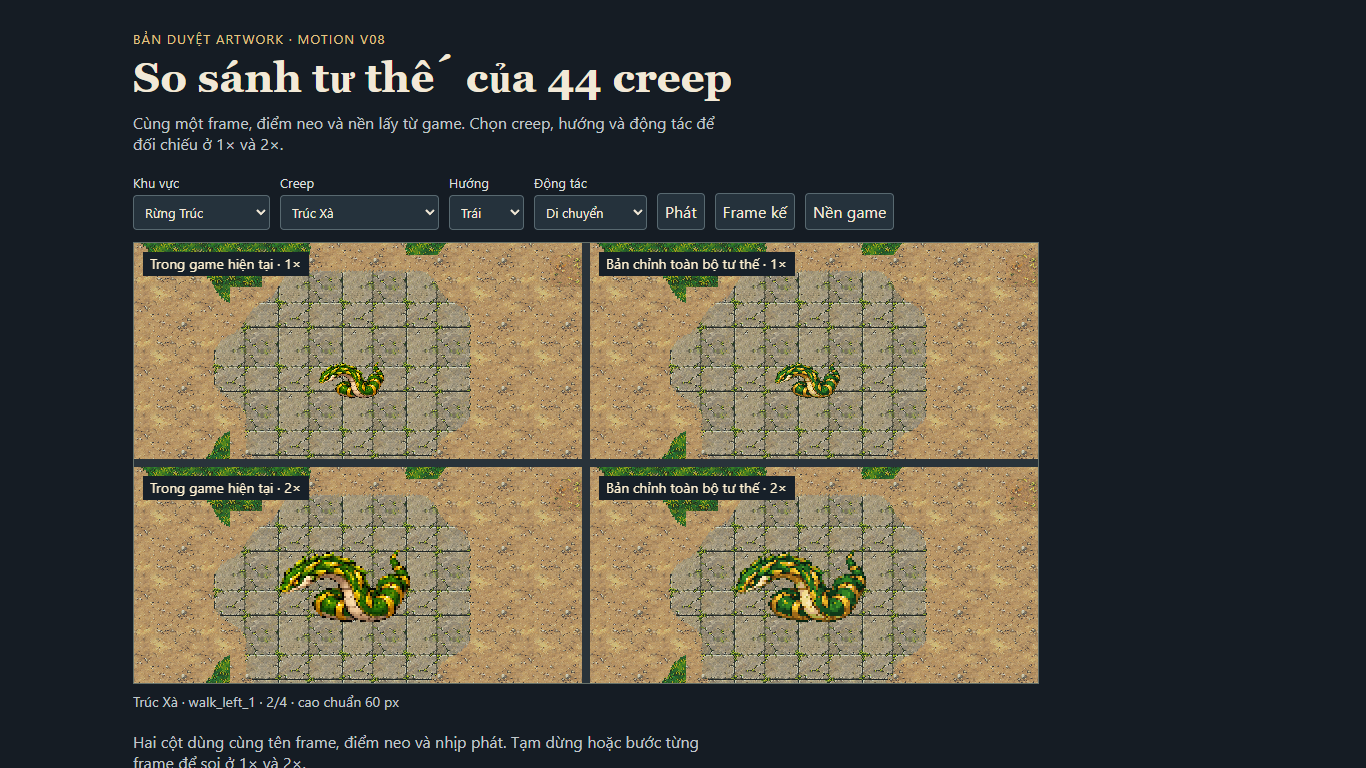 BẢN DUYỆT ARTWORK · MOTION V08
So sánh tư thế của 44 creep
Cùng một frame, điểm neo và nền lấy từ game. Chọn creep, hướng và động tác để
đối chiếu ở 1× và 2×.
Khu vực
Creep
Hướng
Động tác
Rừng Trúc
Trúc Xà
Trái
Di chuyển
Phát
Frame kế
Nền game
Trong game hiện tại · 1×
Bản chỉnh toàn bộ tư thế · 1×
Trong game hiện tại · 2×
Bản chỉnh toàn bộ tư thế · 2×
Trúc Xà · walk_left_1 · 2/4 · cao chuẩn 60 px
Hai cột dùng cùng tên frame, điểm neo và nhịp phát. Tạm dừng hoặc bước từng
frame để soi ở 1× và 2×.